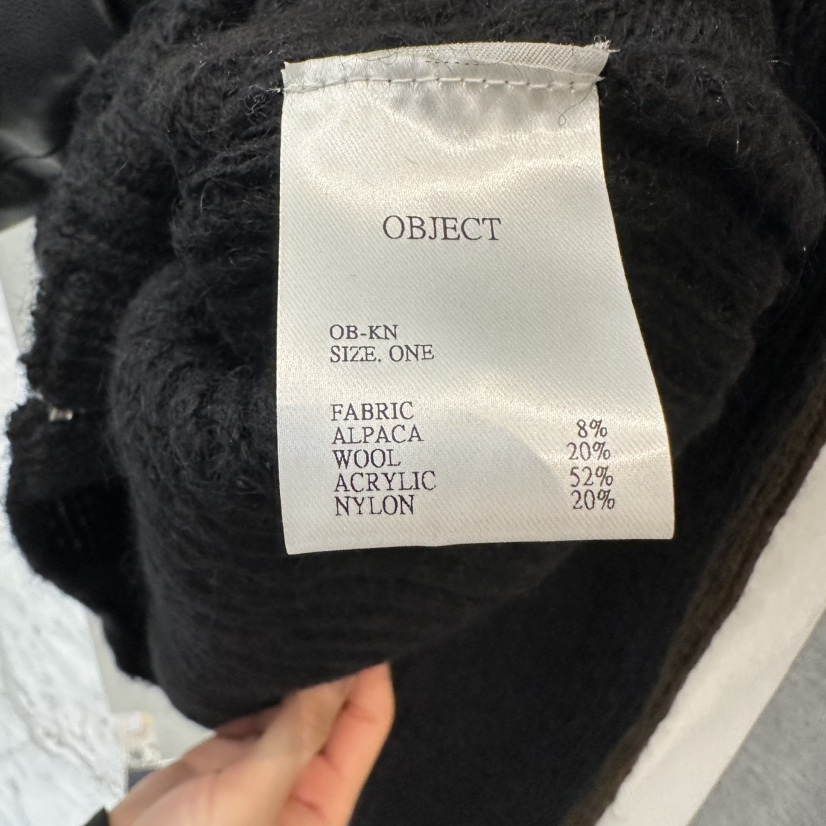 OBJECT
OB-KN
SIZE. ONE
FABRIC
ALPACA 8%
WOOL 20%
ACRYLIC 52%
NYLON 20%